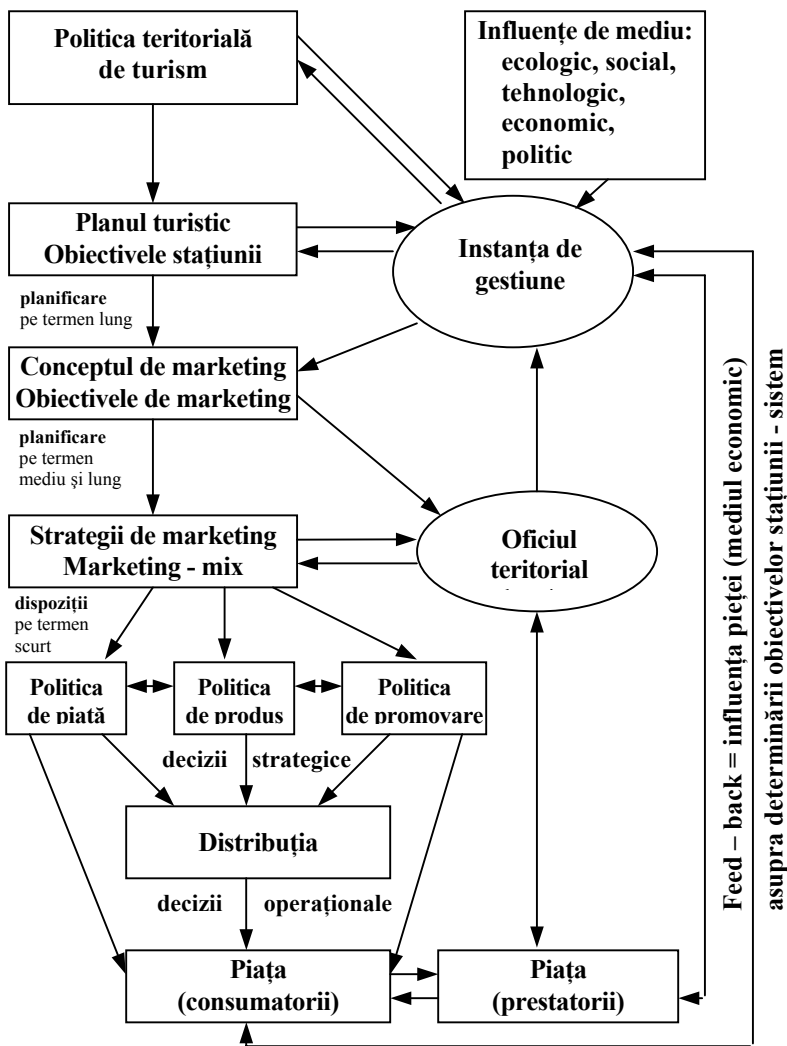 Politica teritorială
de turism
Influențe de mediu:
ecologic, social,
tehnologic,
economic,
politic
Planul turistic
Obiectivele stațiunii
Instanța de
gestiune
planificare
pe termen lung
Conceptul de marketing
Obiectivele de marketing
planificare
pe termen
mediu şi lung
Strategii de marketing
Marketing - mix
Oficiul
teritorial
dispoziții
pe termen
scurt
Politica
de piață
Politica
de produs
Politica
de promovare
decizii strategice
Distribuția
decizii operaționale
Piața
(consumatorii)
Piața
(prestatorii)
Feed – back = influența pieței (mediul economic)
asupra determinării obiectivelor stațiunii - sistem